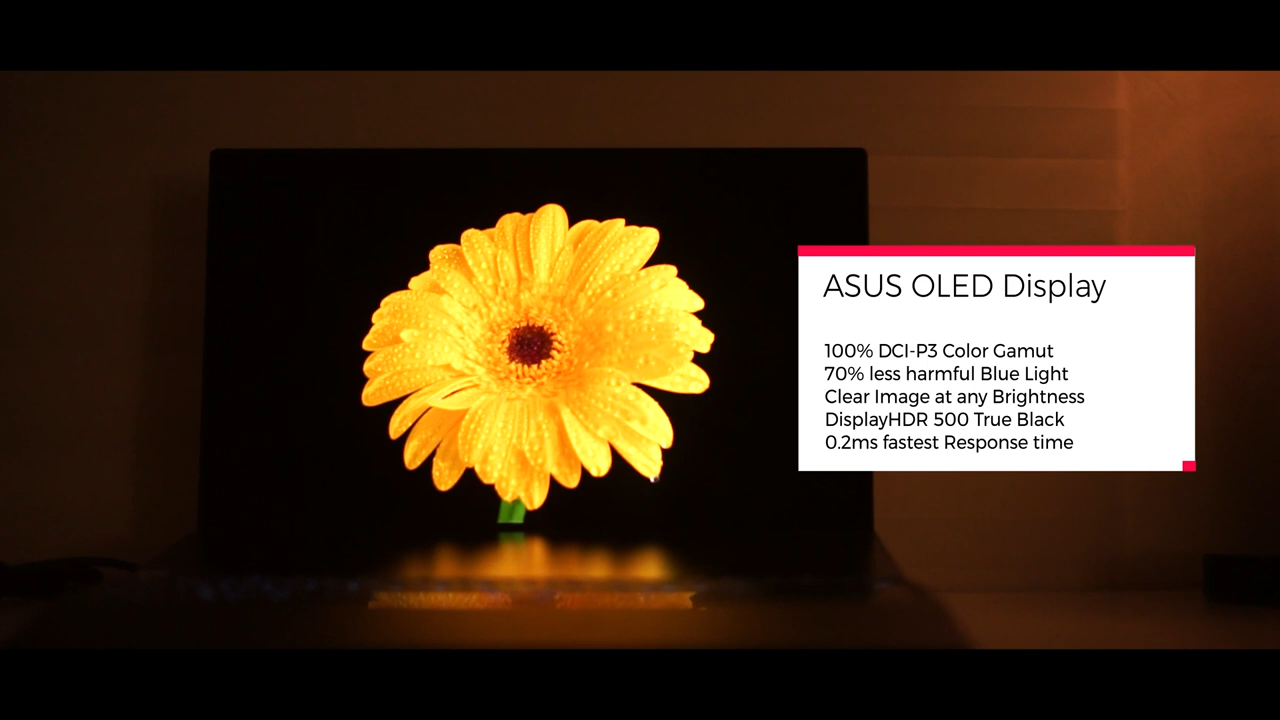 ASUS OLED Display
100% DCI-P3 Color Gamut
70% less harmful Blue Light
Clear Image at any Brightness
DisplayHDR 500 True Black
0.2ms fastest Response time